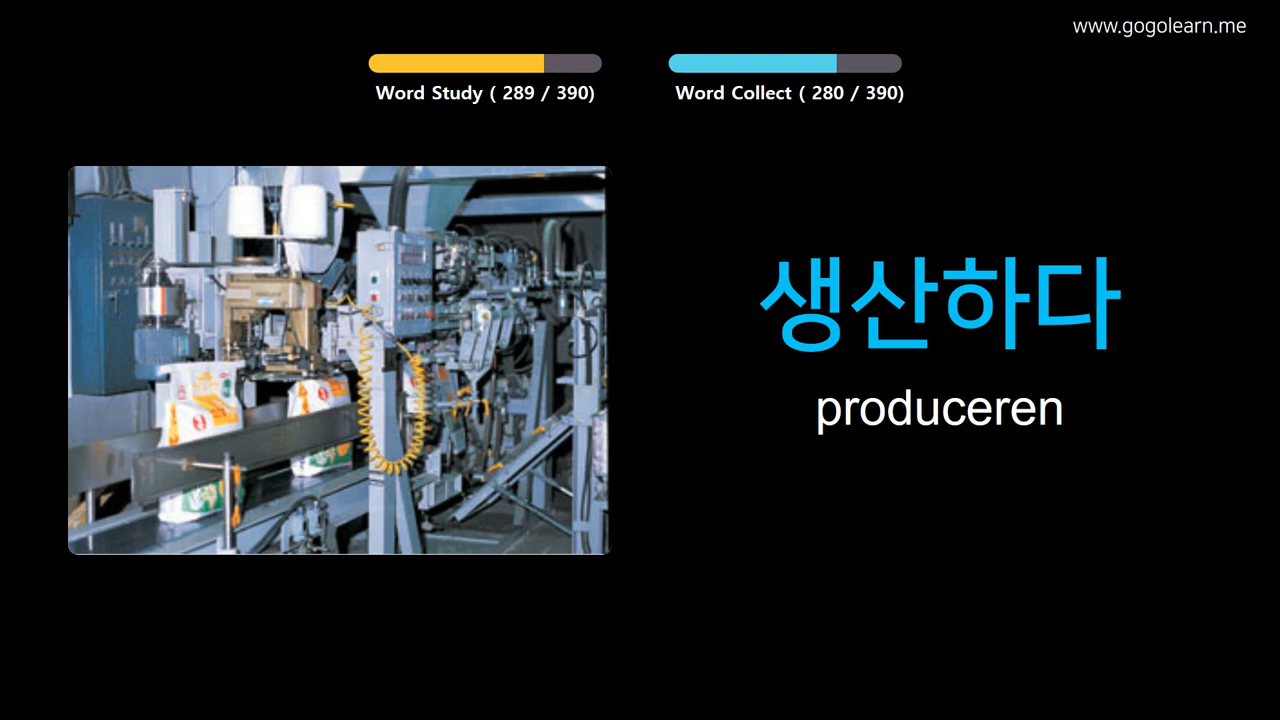 www.gogolearn.me
Word Study ( 289 / 390)
Word Collect ( 280 / 390)
생산하다
produceren